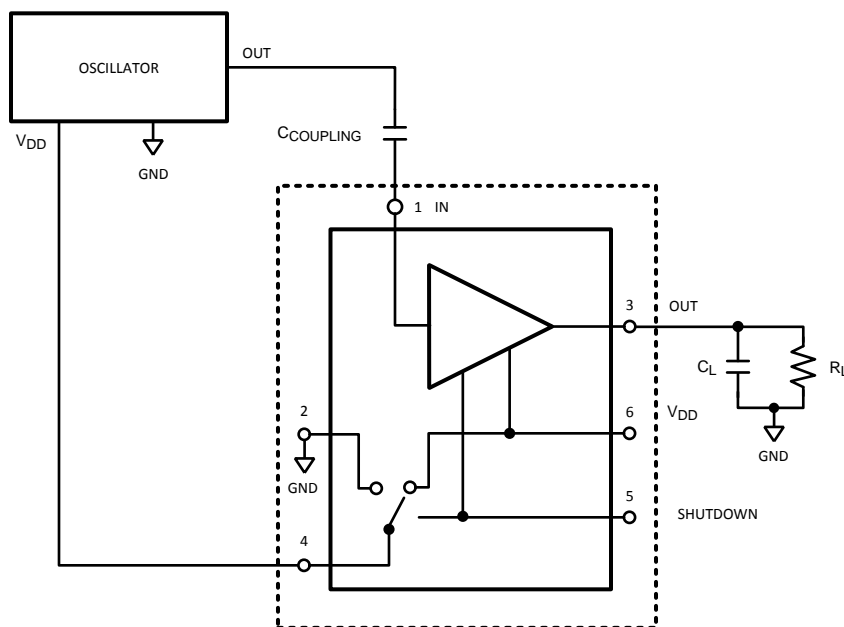 OSCILLATOR
OUT
VDD
GND
CCOUPLING
1 IN
3 OUT
CL
RL
GND
2
GND
6 VDD
5 SHUTDOWN
4